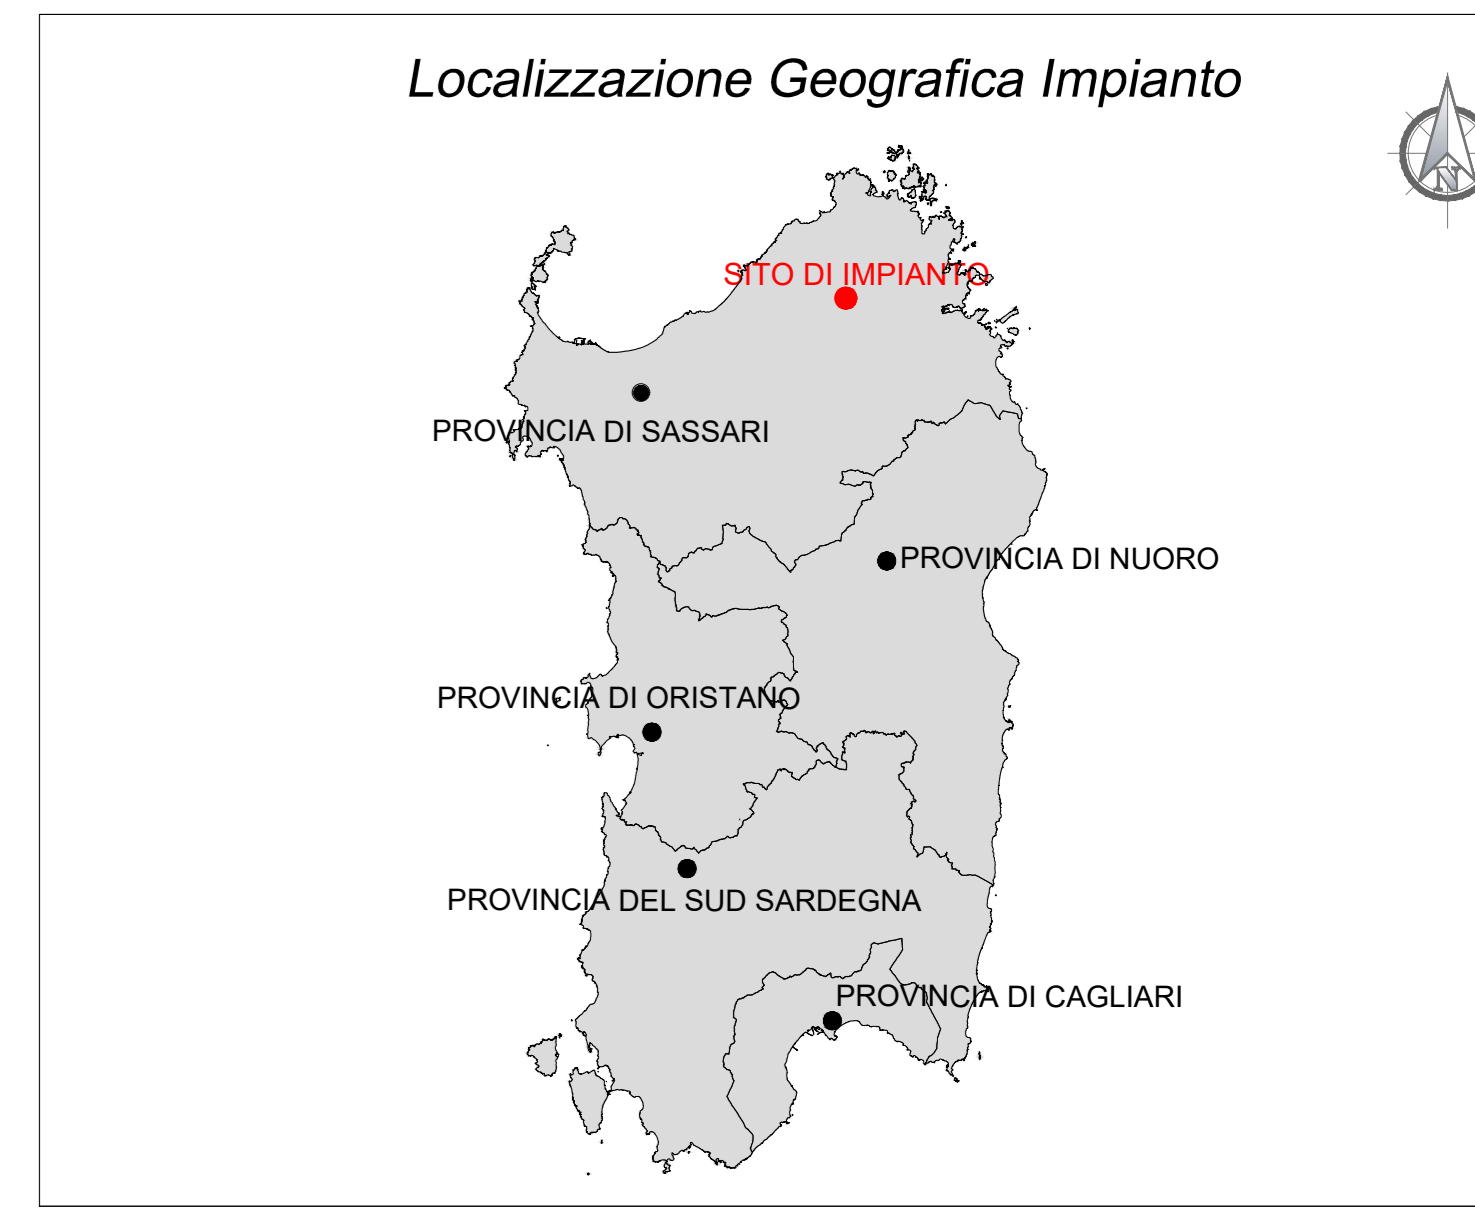 Localizzazione Geografica Impianto
N
SITO DI IMPIANTO
PROVINCIA DI SASSARI
PROVINCIA DI NUORO
PROVINCIA DI ORISTANO
PROVINCIA DEL SUD SARDEGNA
PROVINCIA DI CAGLIARI